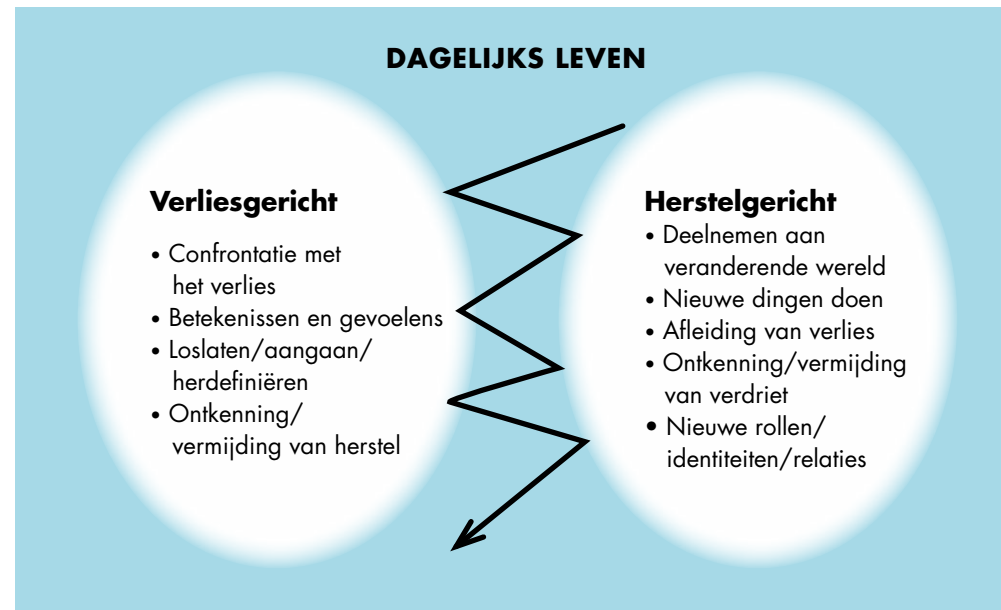 DAGELIJKS LEVEN
Verliesgericht
• Confrontatie met
het verlies
• Betekenissen en gevoelens
• Loslaten/aangaan/
herdefiniëren
• Ontkenning/
vermijding van herstel
Herstelgericht
• Deelnemen aan
veranderende wereld
• Nieuwe dingen doen
• Afleiding van verlies
• Ontkenning/vermijding
van verdriet
• Nieuwe rollen/
identiteiten/relaties